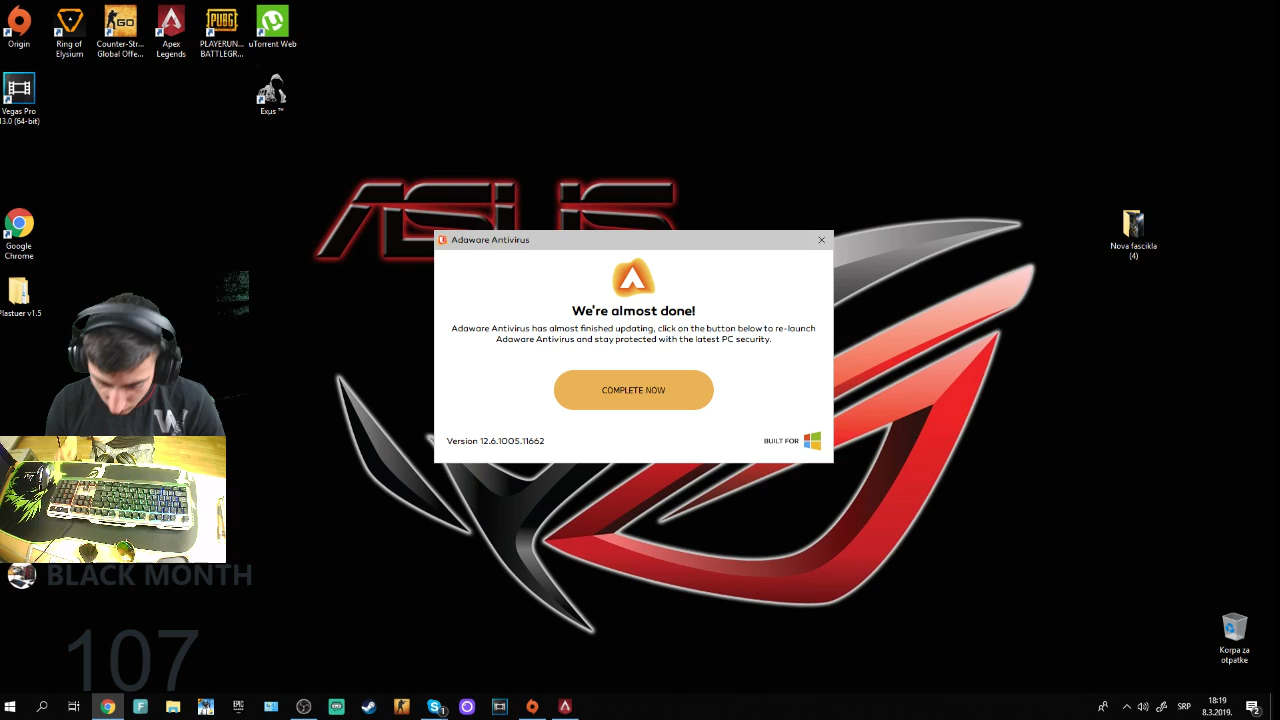 Origin
Ring of
Elysium
Counter-Str...
Global Offe...
Apex
Legends
PLAYERUN...
BATTLEGR...
uTorrent Web
Vegas Pro
13.0 (64-bit)
Exus ™
Google
Chrome
Plastuer v1.5
ASUS
Nova fascikla
(4)
Adaware Antivirus
We're almost done!
Adaware Antivirus has almost finished updating, click on the button below to re-launch
Adaware Antivirus and stay protected with the latest PC security.
COMPLETE NOW
Version 12.6.1005.11662
BUILT FOR
BLACK MONTH
107
Korpa za
otpatke
SRP
18:19
8.3.2019.